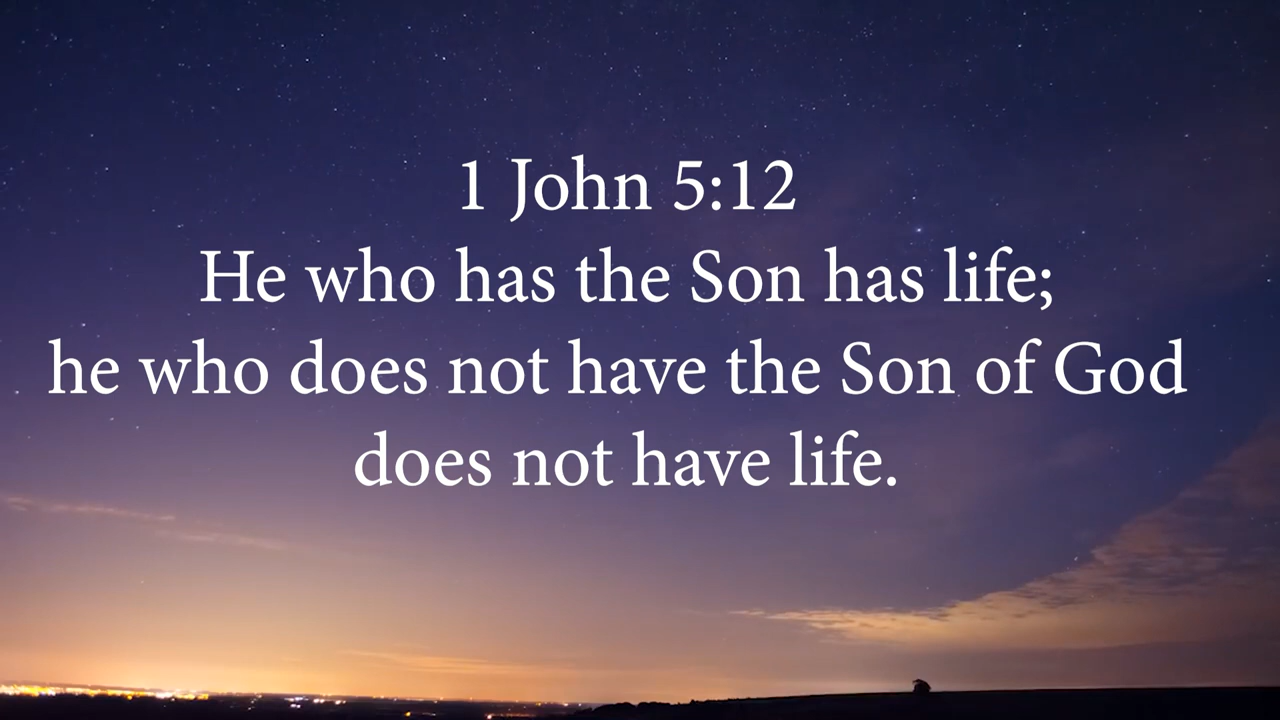 1 John 5:12
He who has the Son has life;
he who does not have the Son of God
does not have life.